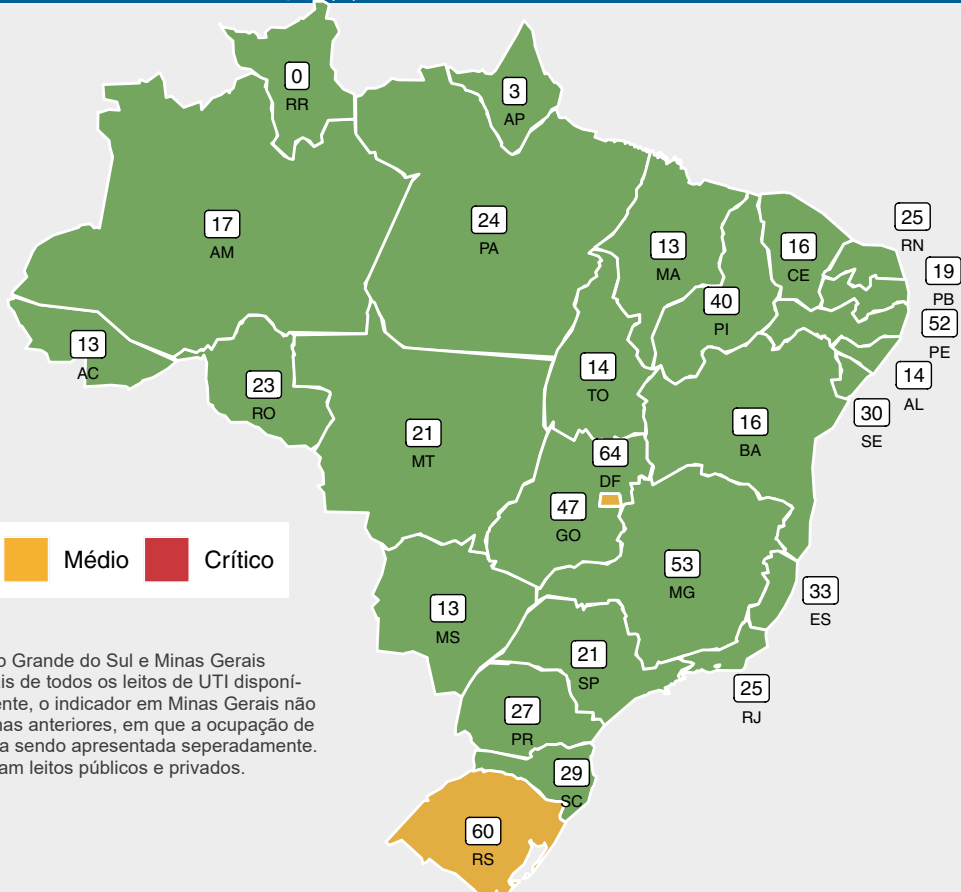 0
RR
3
AP
17
AM
24
PA
13
MA
16
CE
25
RN
19
PB
40
PI
52
PE
13
AC
23
RO
14
TO
14
AL
30
SE
21
MT
16
BA
64
DF
47
GO
Médio Crítico
53
MG
33
ES
13
MS
21
SP
25
RJ
27
PR
29
SC
60
RS
Grande do Sul e Minas Gerais
de todos os leitos de UTI disponí-
o indicador em Minas Gerais não
anteriores, em que a ocupação de
sendo apresentada seperadamente.
leitos públicos e privados.